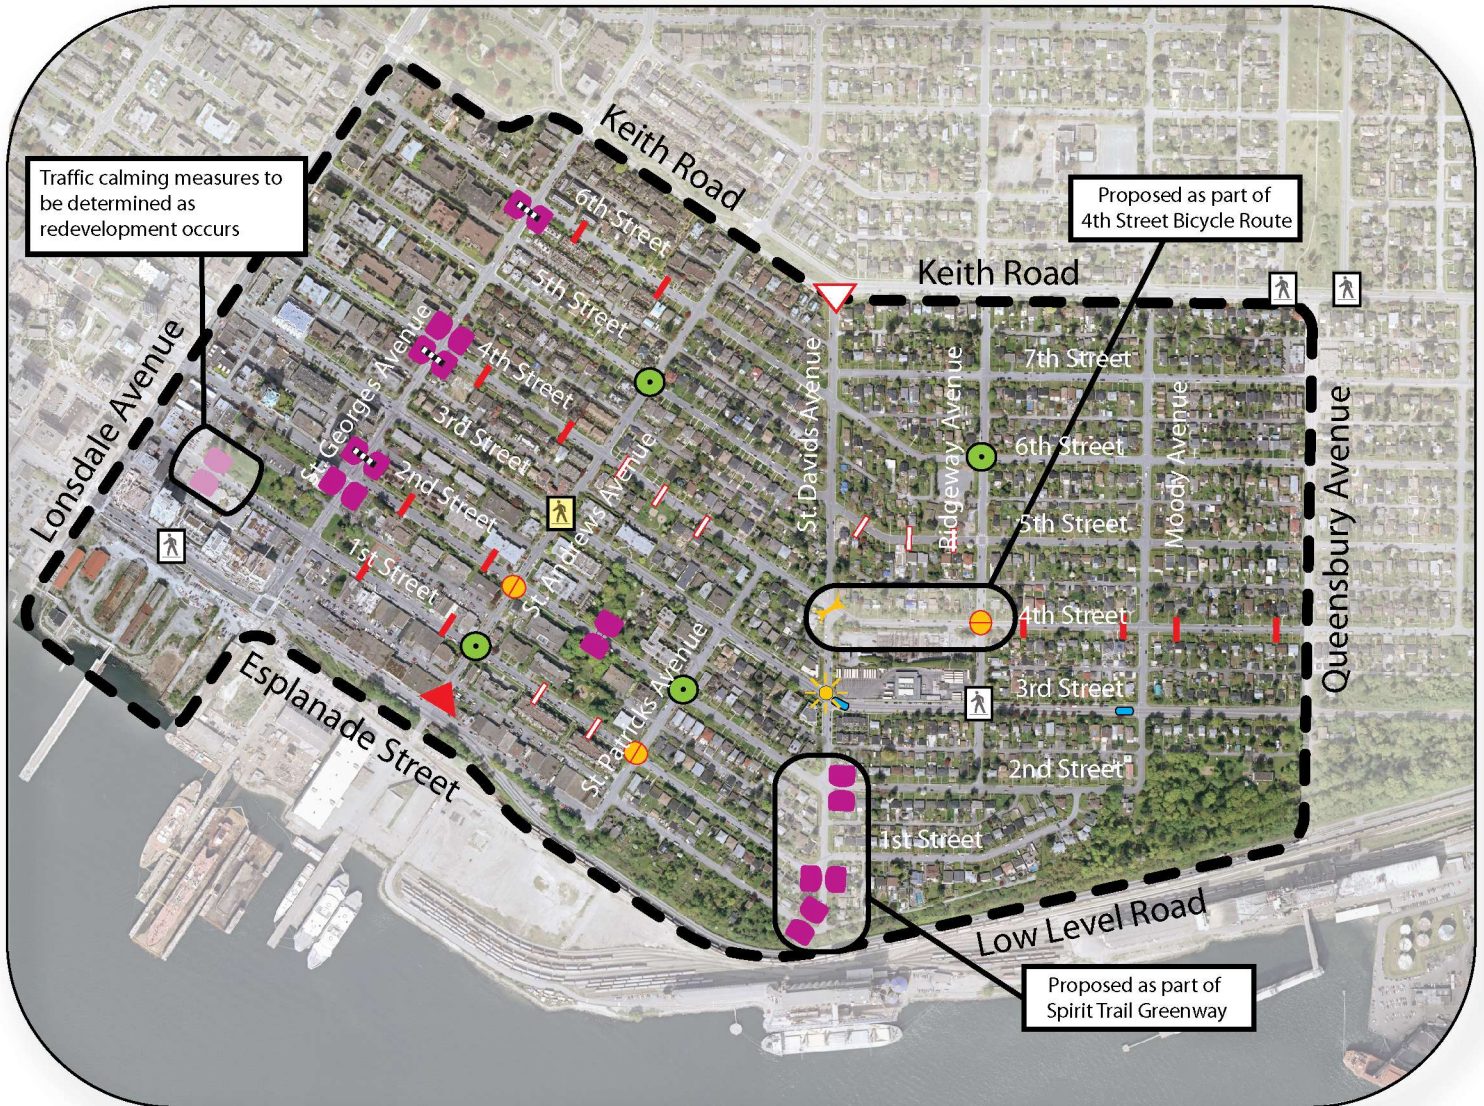 Keith Road
Traffic calming measures to
be determined as
redevelopment occurs
Proposed as part of
4th Street Bicycle Route
6th Street
Keith Road
5th Street
Lonsdale Avenue
St Georges Avenue
4th Street
3rd Street
2nd Street
1st Street
St. Andrews Avenue
St. Patricks Avenue
St. Davids Avenue
Ridgeway Avenue
7th Street
Moody Avenue
6th Street
5th Street
4th Street
3rd Street
2nd Street
1st Street
Queensbury Avenue
Esplanade Street
Low Level Road
Proposed as part of
Spirit Trail Greenway